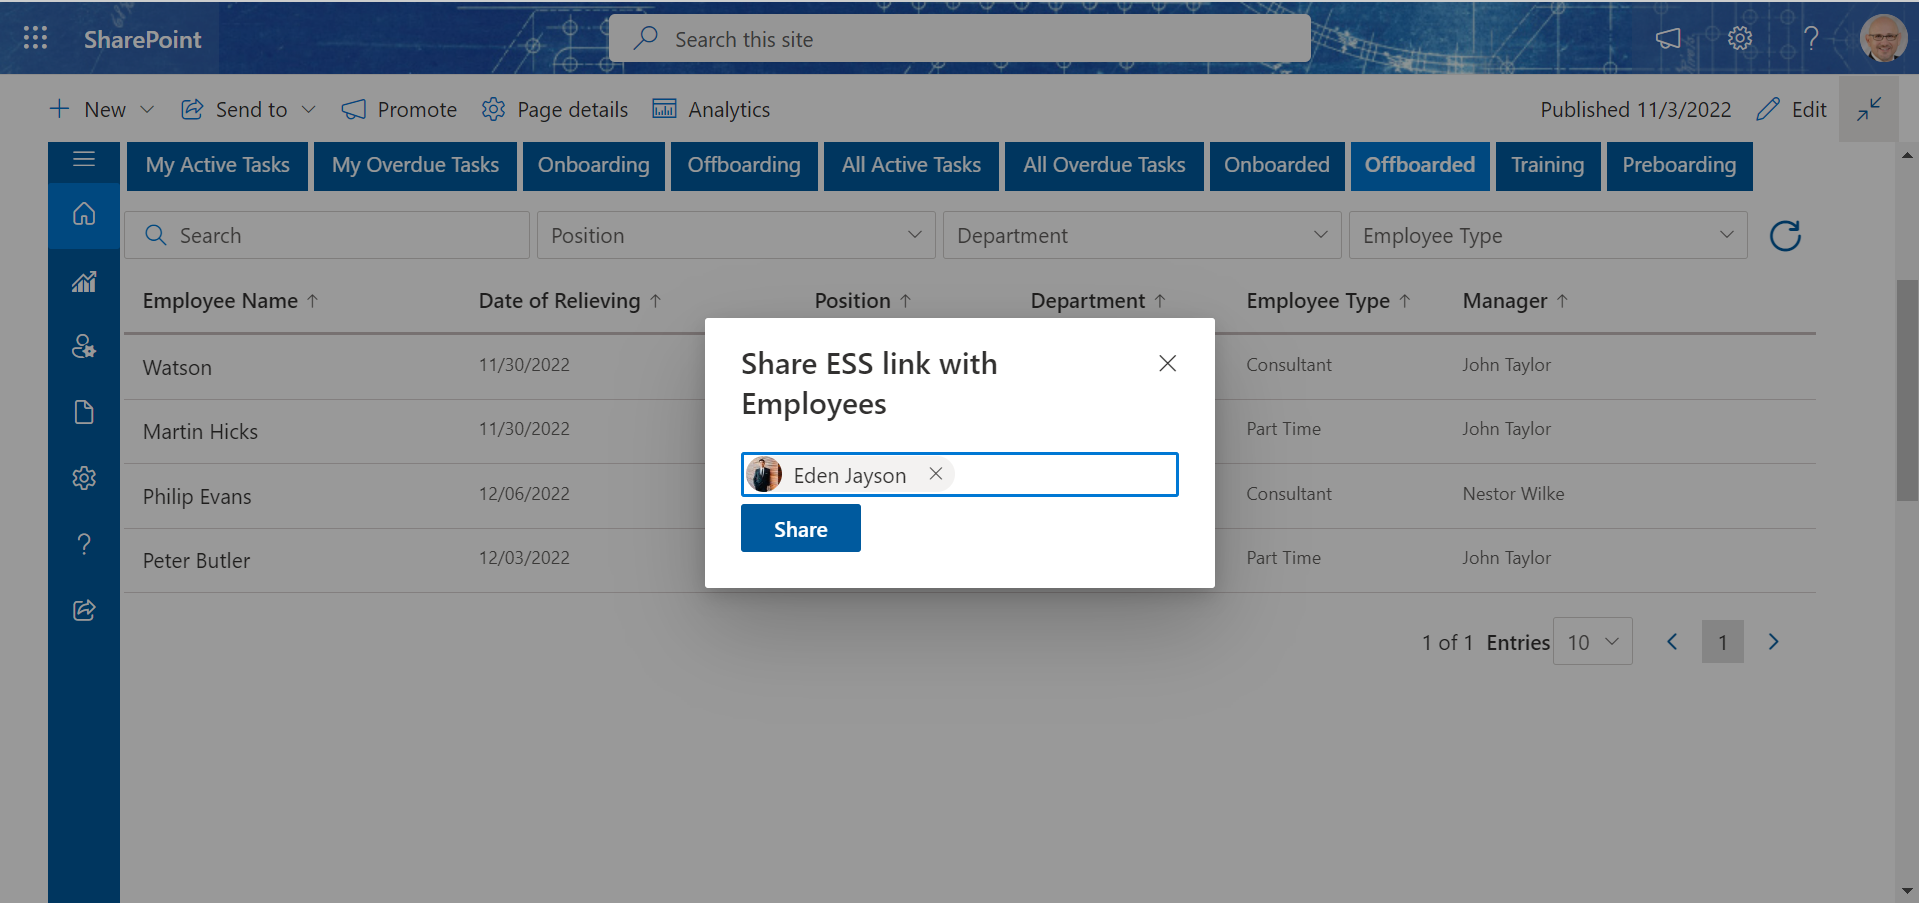 SharePoint
Search this site
New Send to Promote Page details Analytics Published 11/3/2022 Edit
My Active Tasks My Overdue Tasks Onboarding Offboarding All Active Tasks All Overdue Tasks Onboarded Offboarded Training Preboarding
Search Position Department Employee Type
Employee Name Date of Relieving Position Department Employee Type Manager
Watson 11/30/2022 Consultant John Taylor
Martin Hicks 11/30/2022 Part Time John Taylor
Philip Evans 12/06/2022 Consultant Nestor Wilke
Peter Butler 12/03/2022 Part Time John Taylor
Share ESS link with
Employees
Eden Jayson
Share
1 of 1 Entries 10 1